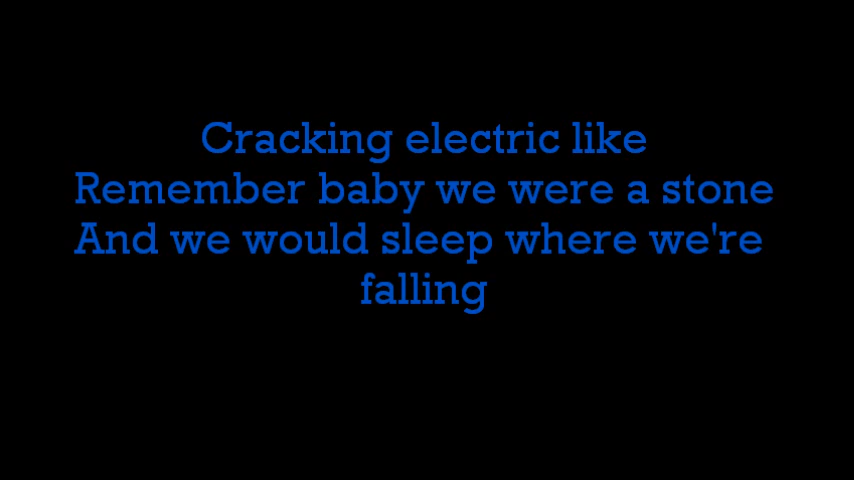 Cracking electric like
Remember baby we were a stone
And we would sleep where we're
falling